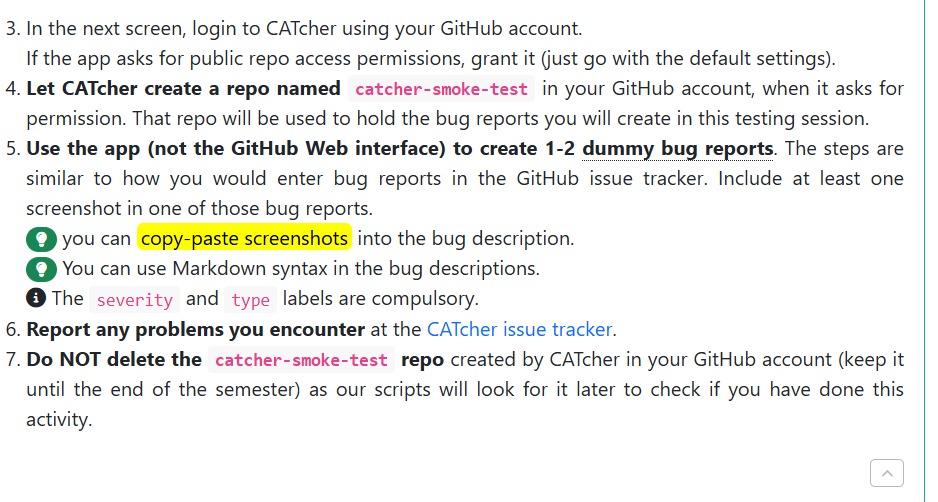 3. In the next screen, login to CATcher using your GitHub account.
If the app asks for public repo access permissions, grant it (just go with the default settings).
4. Let CATcher create a repo named catcher-smoke-test in your GitHub account, when it asks for
permission. That repo will be used to hold the bug reports you will create in this testing session.
5. Use the app (not the GitHub Web interface) to create 1-2 dummy bug reports. The steps are
similar to how you would enter bug reports in the GitHub issue tracker. Include at least one
screenshot in one of those bug reports.
you can copy-paste screenshots into the bug description.
You can use Markdown syntax in the bug descriptions.
The severity and type labels are compulsory.
6. Report any problems you encounter at the CATcher issue tracker.
7. Do NOT delete the catcher-smoke-test repo created by CATcher in your GitHub account (keep it
until the end of the semester) as our scripts will look for it later to check if you have done this
activity.